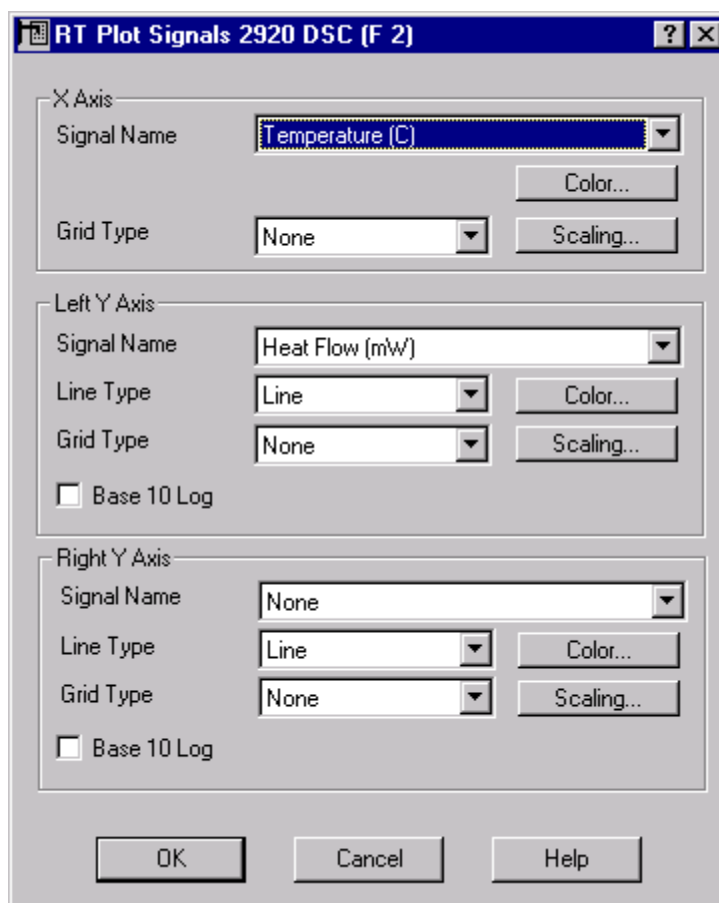 RT Plot Signals 2920 DSC (F 2)
X Axis
Signal Name Temperature (C)
Color...
Grid Type None Scaling...
Left Y Axis
Signal Name Heat Flow (mW)
Line Type Line Color...
Grid Type None Scaling...
Base 10 Log
Right Y Axis
Signal Name None
Line Type Line Color...
Grid Type None Scaling...
Base 10 Log
OK Cancel Help